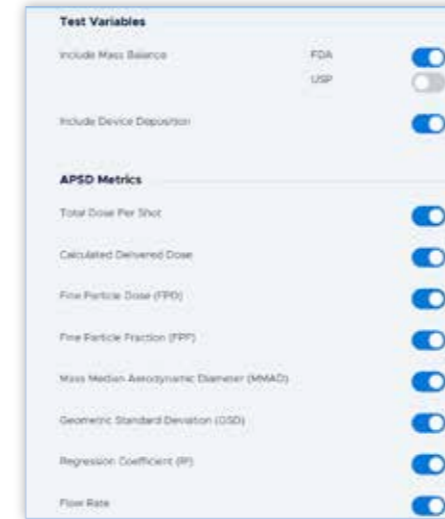 Test Variables
Include Mass Balance FDA
USP
Include Device Deposition
APSD Metrics
Total Dose Per Shot
Calculated Delivered Dose
Fine Particle Dose (FPD)
Fine Particle Fraction (FPF)
Mass Median Aerodynamic Diameter (MMAD)
Geometric Standard Deviation (GSD)
Regression Coefficient (R²)
Flow Rate